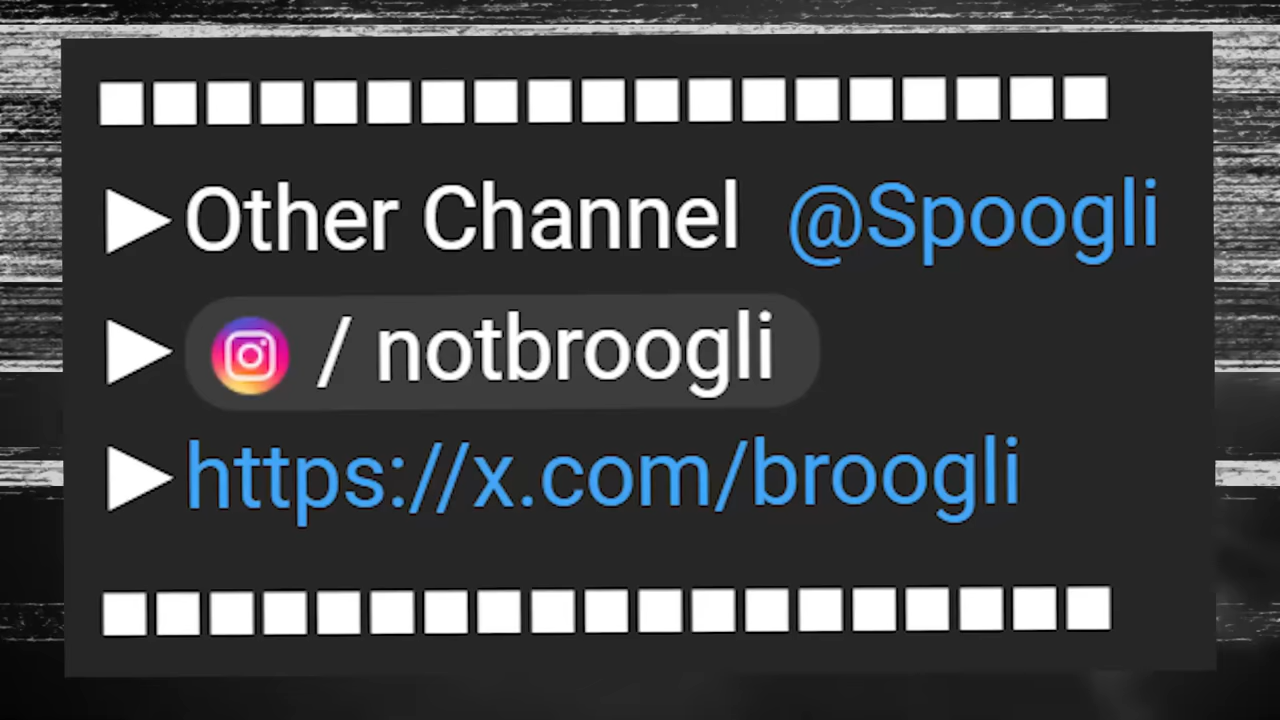 ■■■■■■■■■■■■■■■■■■■
▶Other Channel @Spoogli
▶ / notbroogli
▶https://x.com/broogli
■■■■■■■■■■■■■■■■■■■